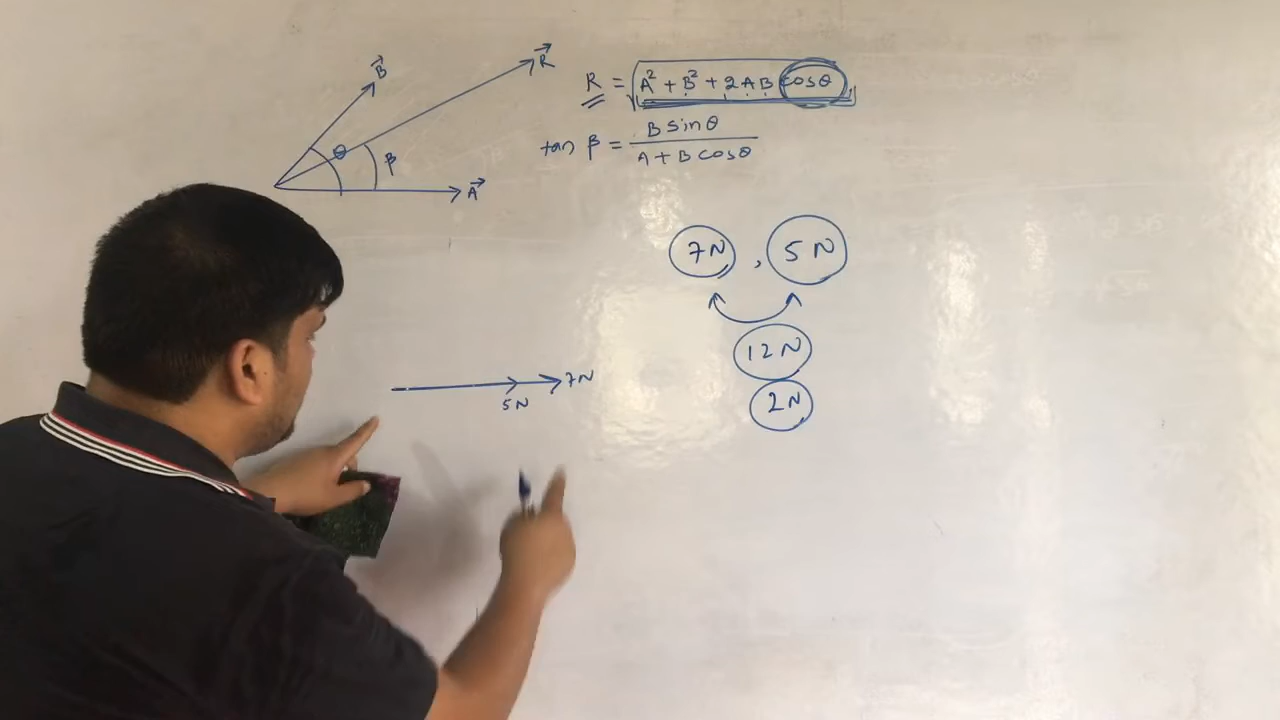 B⃗
R⃗
θ
β
A⃗
R = √A² + B² + 2AB cosθ
tan β = B sinθ / A + B cosθ
7N , 5N
12N
2N
7N
5N